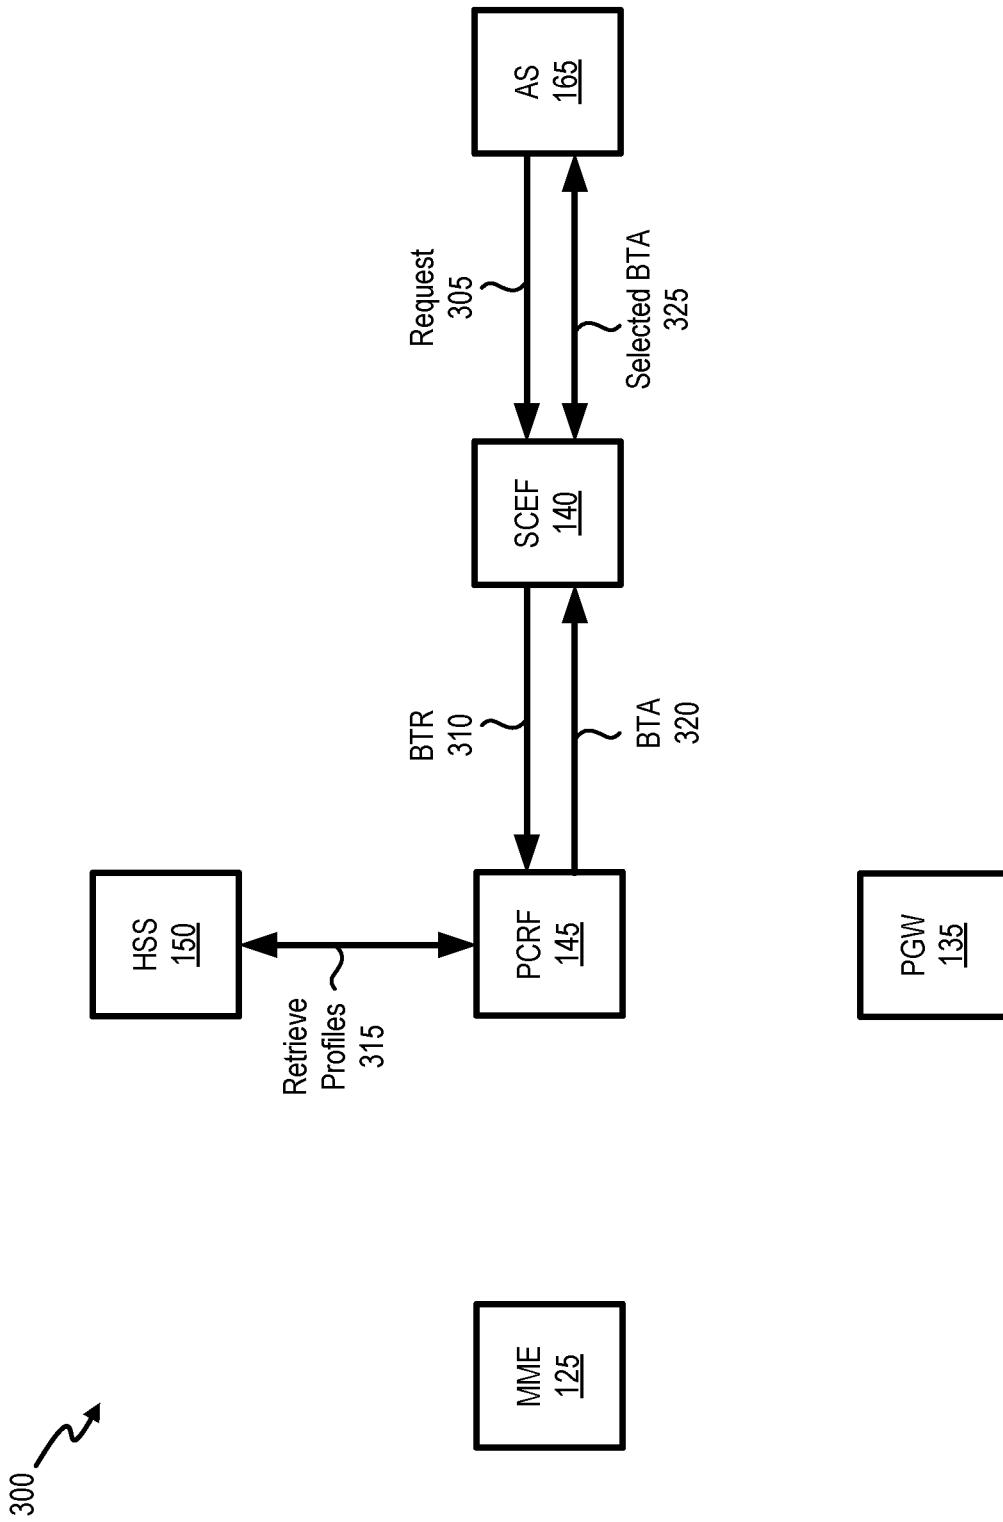 300
HSS
150
Retrieve
Profiles
315
MME
125
PCRF
145
BTR
310
BTA
320
SCEF
140
Request
305
Selected BTA
325
AS
165
PGW
135